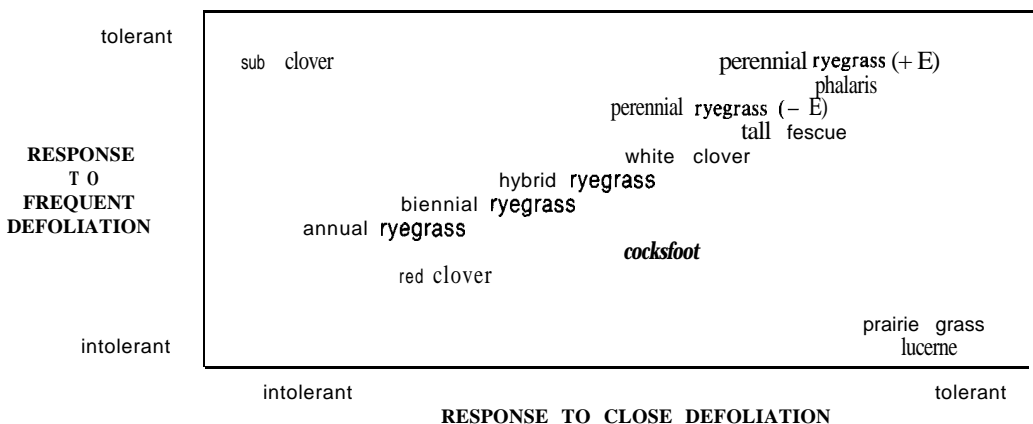 tolerant
sub clover
perennial ryegrass (+ E)
phalaris
perennial ryegrass (– E)
tall fescue
RESPONSE
T O
FREQUENT
DEFOLIATION
white clover
hybrid ryegrass
biennial ryegrass
annual ryegrass
cocksfoot
red clover
prairie grass
intolerant
lucerne
intolerant
tolerant
RESPONSE TO CLOSE DEFOLIATION